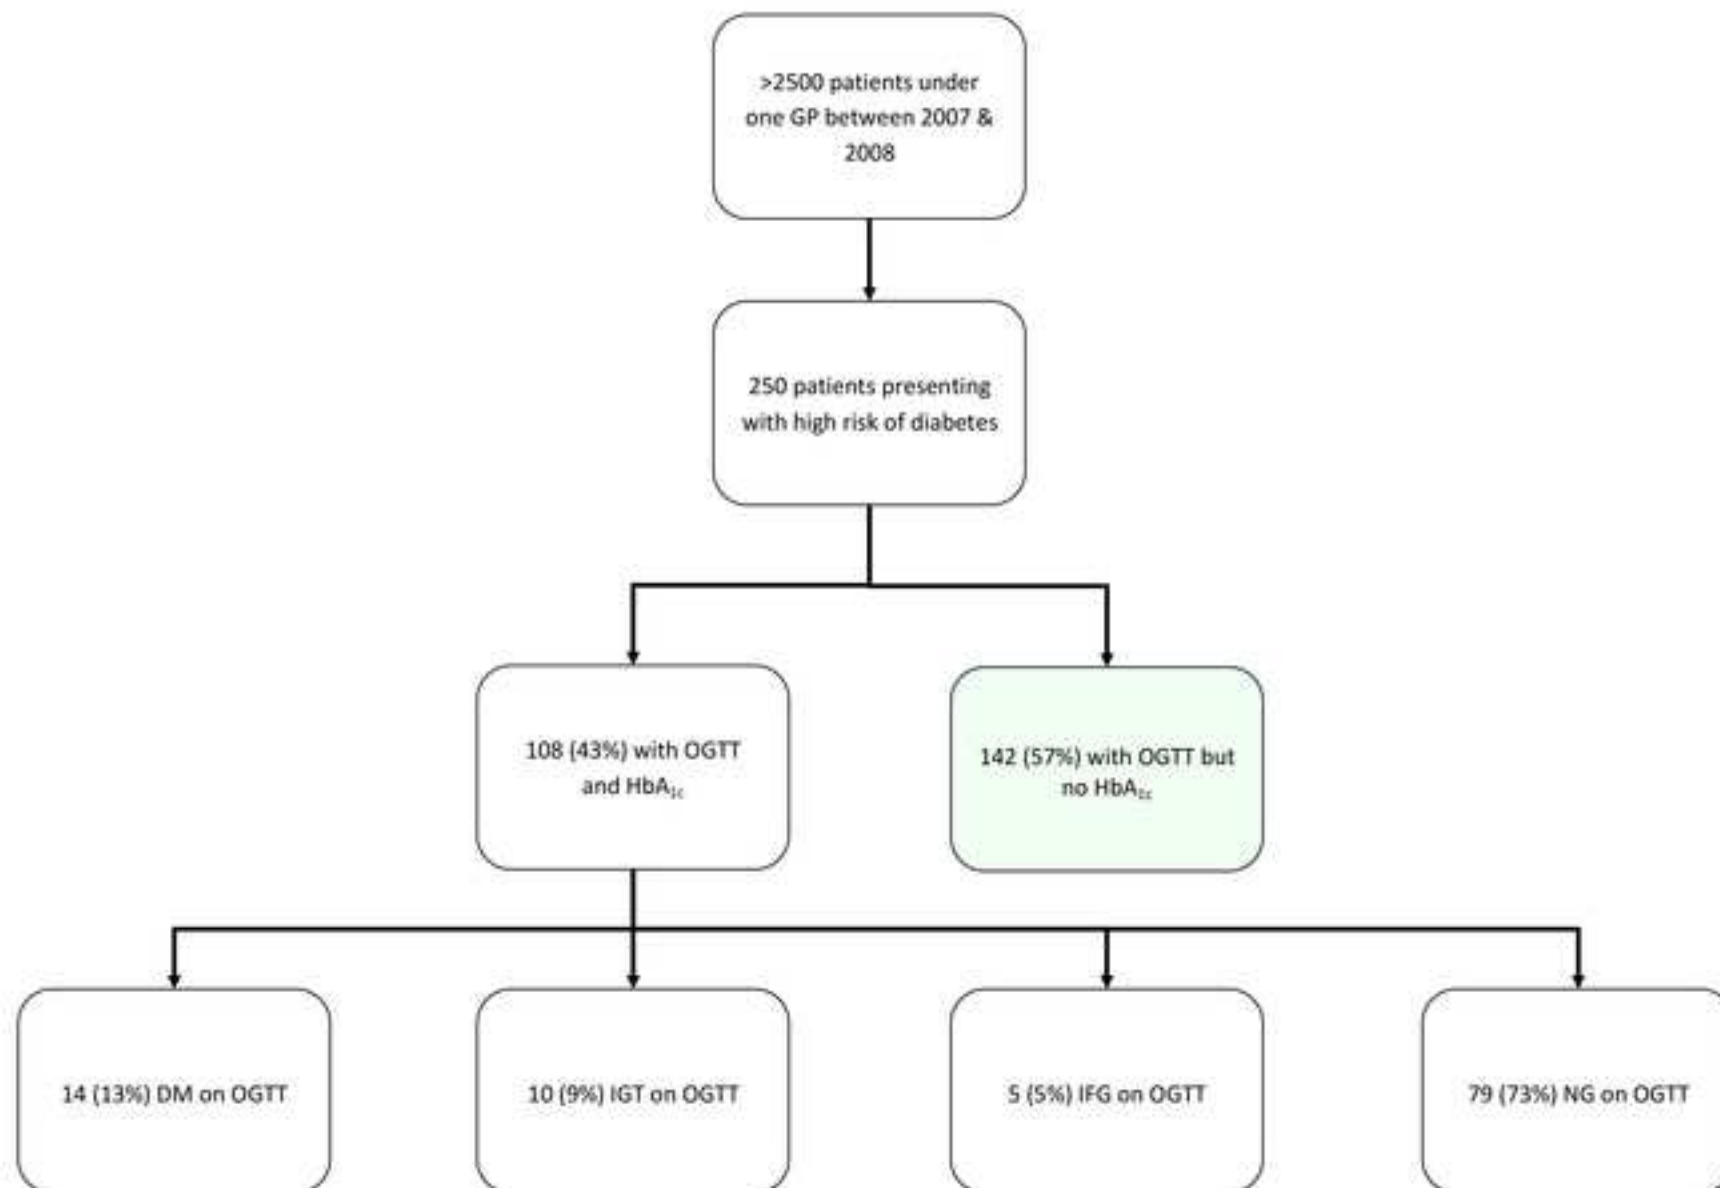 >2500 patients under
one GP between 2007 &
2008
250 patients presenting
with high risk of diabetes
108 (43%) with OGTT
and HbA1c
142 (57%) with OGTT but
no HbA1c
14 (13%) DM on OGTT
10 (9%) IGT on OGTT
5 (5%) IFG on OGTT
79 (73%) NG on OGTT